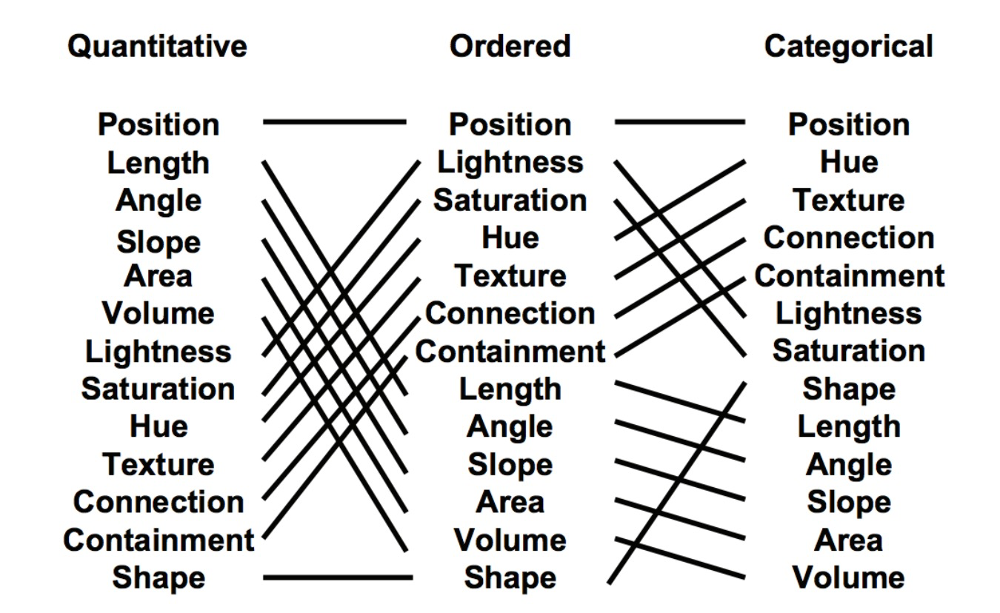 Quantitative Ordered Categorical
Position Position Position
Length Lightness Hue
Angle Saturation Texture
Slope Hue Connection
Area Texture Containment
Volume Connection Lightness
Lightness Containment Saturation
Saturation Length Shape
Hue Angle Length
Texture Slope Angle
Connection Area Slope
Containment Volume Area
Shape Shape Volume